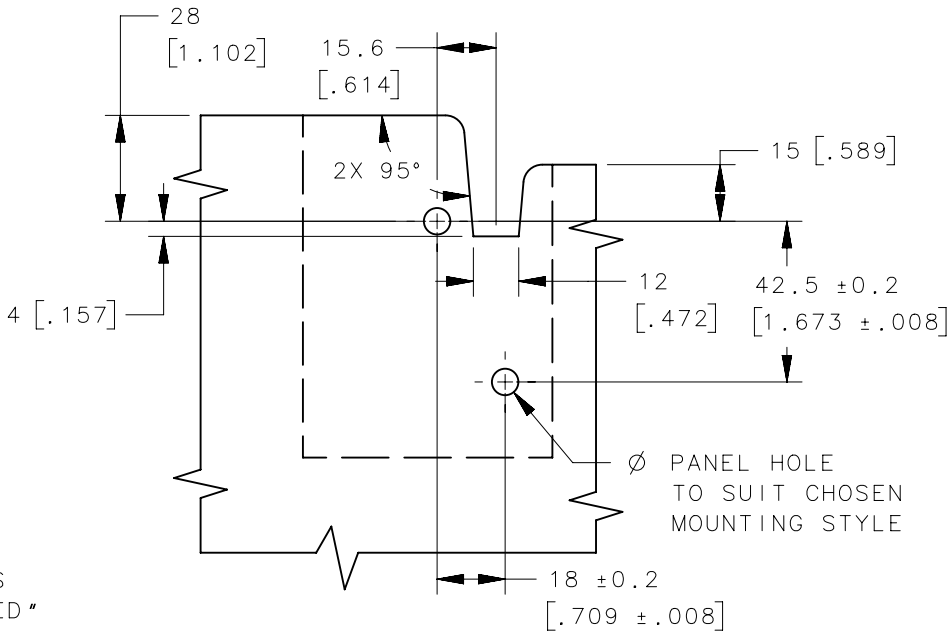 28
[1.102]
15.6
[.614]
2X 95°
15 [.589]
4 [.157]
12
[.472]
42.5 ±0.2
[1.673 ±.008]
Ø PANEL HOLE
TO SUIT CHOSEN
MOUNTING STYLE
18 ±0.2
[.709 ±.008]
S
ED"